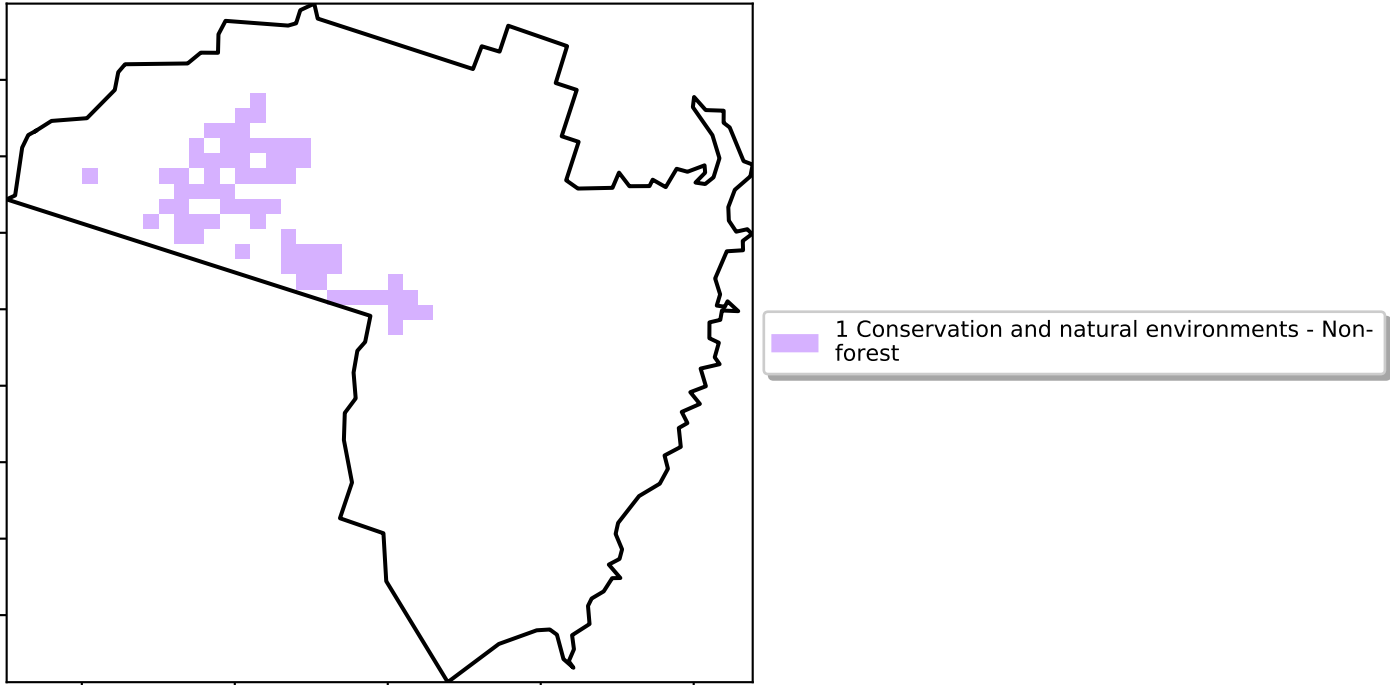 1 Conservation and natural environments - Non-
forest